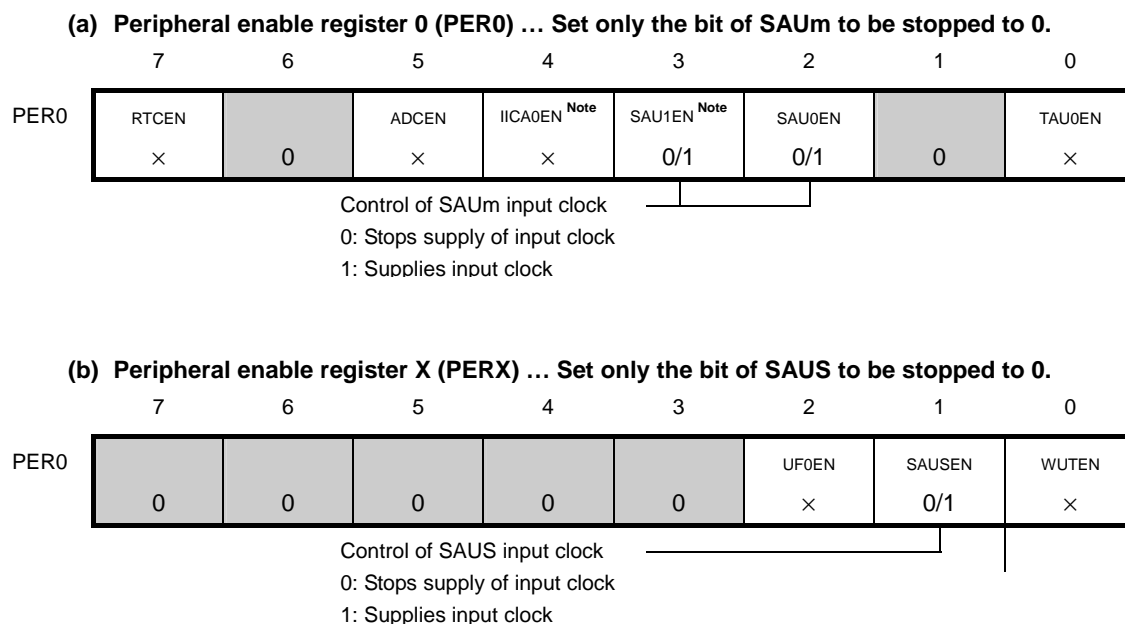 (a) Peripheral enable register 0 (PER0) … Set only the bit of SAUm to be stopped to 0.
7 6 5 4 3 2 1 0
PER0 RTCEN ADCEN IICA0EN Note SAU1EN Note SAU0EN TAU0EN
× 0 × × 0/1 0/1 0 ×
Control of SAUm input clock
0: Stops supply of input clock
1: Supplies input clock
(b) Peripheral enable register X (PERX) … Set only the bit of SAUS to be stopped to 0.
7 6 5 4 3 2 1 0
PER0 UF0EN SAUSEN WUTEN
0 0 0 0 0 × 0/1 ×
Control of SAUS input clock
0: Stops supply of input clock
1: Supplies input clock